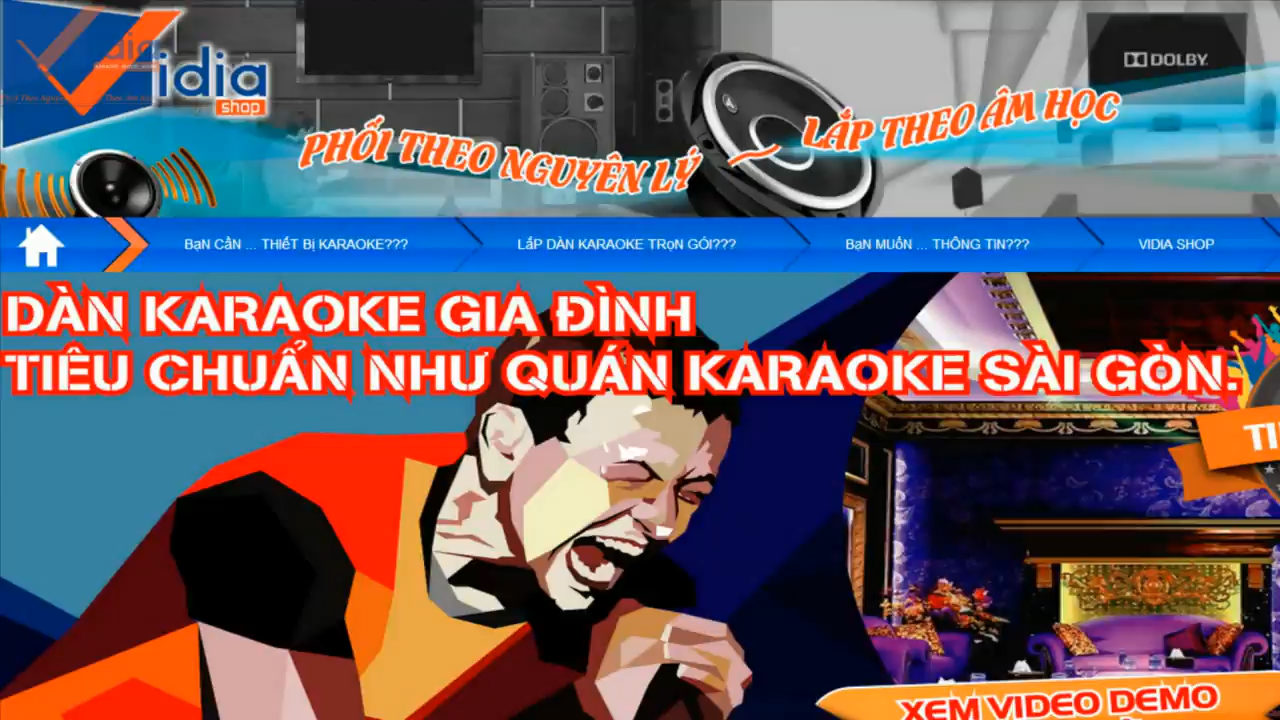 Vidia
shop
DOLBY
PHỐI THEO NGUYÊN LÝ ~ LẮP THEO ÂM HỌC
BạN CầN ... THIếT Bị KARAOKE???
LắP DÀN KARAOKE TRọN GÓI???
BạN MUốN ... THÔNG TIN???
VIDIA SHOP
DÀN KARAOKE GIA ĐÌNH
TIÊU CHUẨN NHƯ QUÁN KARAOKE SÀI GÒN.
XEM VIDEO DEMO